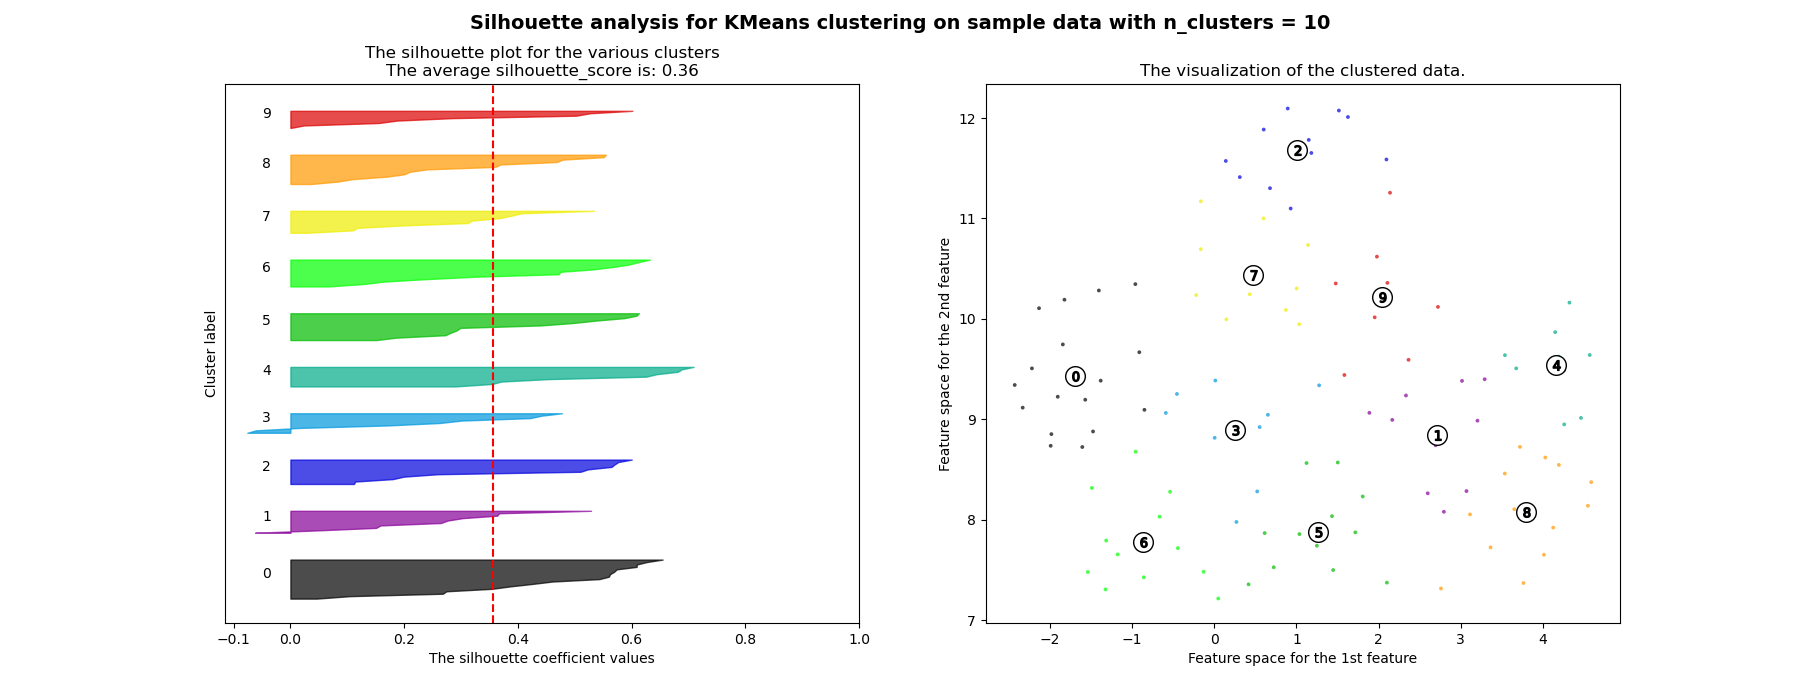 Silhouette analysis for KMeans clustering on sample data with n_clusters = 10
The silhouette plot for the various clusters
The average silhouette_score is: 0.36
9
8
7
6
5
4
3
2
1
0
Cluster label
−0.1 0.0 0.2 0.4 0.6 0.8 1.0
The silhouette coefficient values
The visualization of the clustered data.
12
11
10
9
8
7
Feature space for the 2nd feature
2
7
9
4
0
3
1
8
5
6
−2 −1 0 1 2 3 4
Feature space for the 1st feature